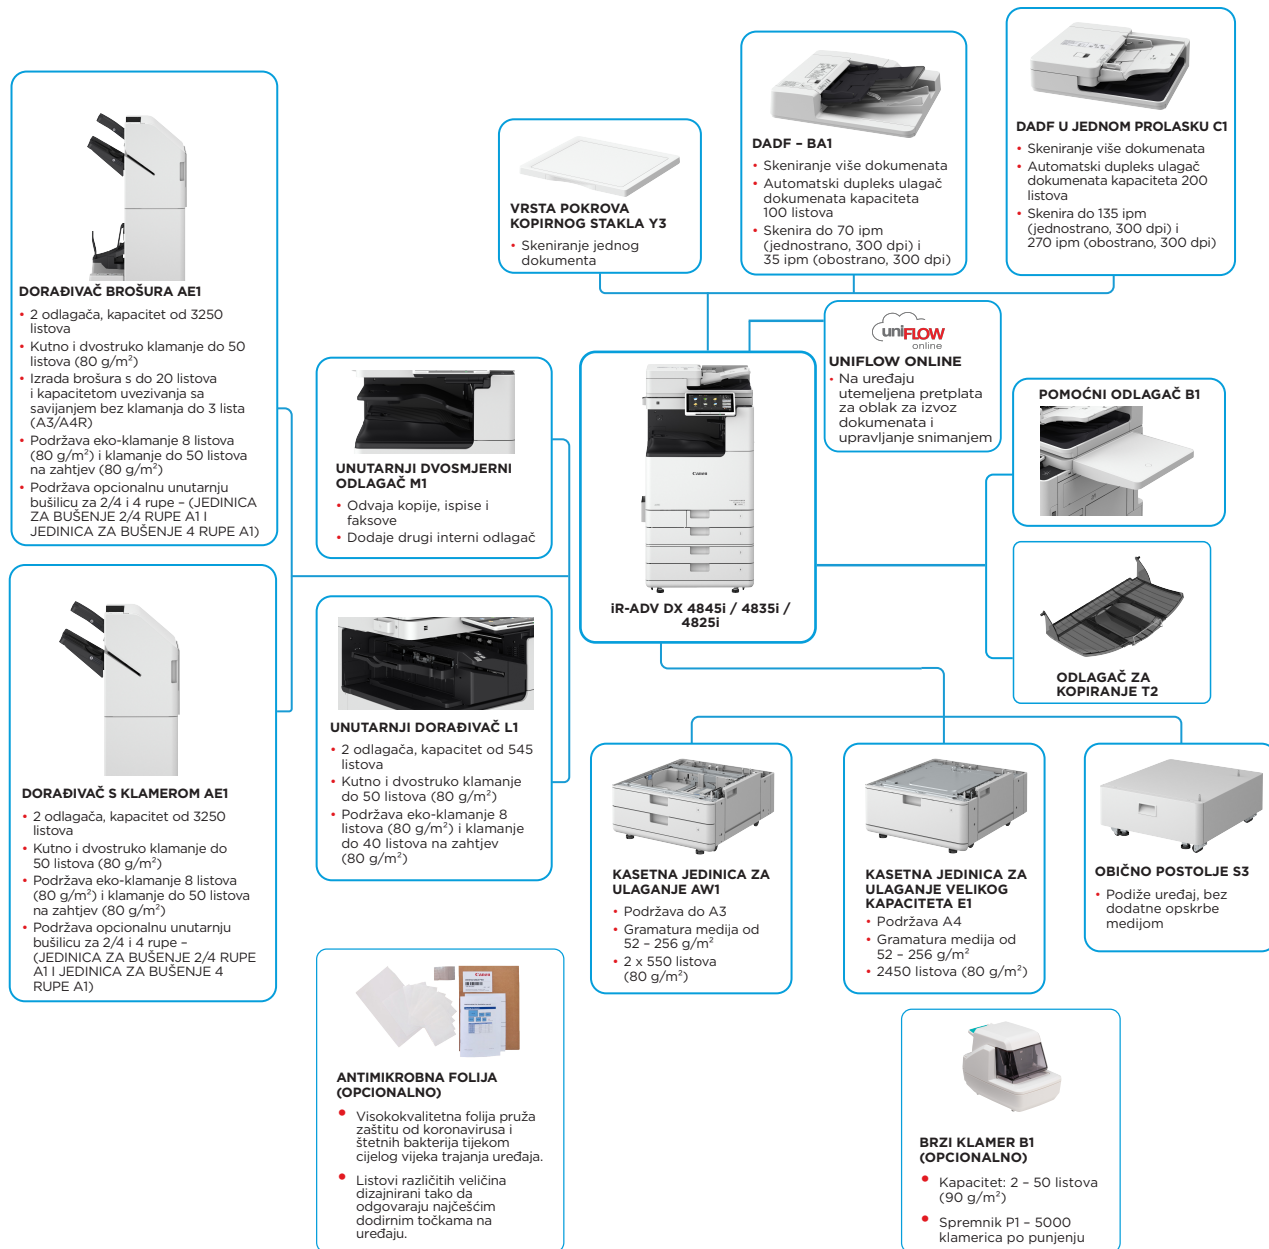 DORAĐIVAČ BROŠURA AE1
• 2 odlagača, kapacitet od 3250
listova
• Kutno i dvostruko klamanje do 50
listova (80 g/m²)
• Izrada brošura s do 20 listova
i kapacitetom uvezivanja sa
savijanjem bez klamanja do 3 lista
(A3/A4R)
• Podržava eko-klamanje 8 listova
(80 g/m²) i klamanje do 50 listova
na zahtjev (80 g/m²)
• Podržava opcionalnu unutarnju
bušilicu za 2/4 i 4 rupe – (JEDINICA
ZA BUŠENJE 2/4 RUPE A1 I
JEDINICA ZA BUŠENJE 4 RUPE A1)
DORAĐIVAČ S KLAMEROM AE1
• 2 odlagača, kapacitet od 3250
listova
• Kutno i dvostruko klamanje do
50 listova (80 g/m²)
• Podržava eko-klamanje 8 listova
(80 g/m²) i klamanje do 50 listova
na zahtjev (80 g/m²)
• Podržava opcionalnu unutarnju
bušilicu za 2/4 i 4 rupe –
(JEDINICA ZA BUŠENJE 2/4 RUPE
A1 I JEDINICA ZA BUŠENJE 4
RUPE A1)
UNUTARNJI DVOSMJERNI
ODLAGAČ M1
• Odvaja kopije, ispise i
faksove
• Dodaje drugi interni odlagač
UNUTARNJI DORAĐIVAČ L1
• 2 odlagača, kapacitet od 545
listova
• Kutno i dvostruko klamanje
do 50 listova (80 g/m²)
• Podržava eko-klamanje 8
listova (80 g/m²) i klamanje
do 40 listova na zahtjev
(80 g/m²)
VRSTA POKROVA
KOPIRNOG STAKLA Y3
• Skeniranje jednog
dokumenta
DADF – BA1
• Skeniranje više dokumenata
• Automatski dupleks ulagač
dokumenata kapaciteta
100 listova
• Skenira do 70 ipm
(jednostrano, 300 dpi) i
35 ipm (obostrano, 300 dpi)
DADF U JEDNOM PROLASKU C1
• Skeniranje više dokumenata
• Automatski dupleks ulagač
dokumenata kapaciteta 200
listova
• Skenira do 135 ipm
(jednostrano, 300 dpi) i
270 ipm (obostrano, 300 dpi)
uniFLOW
online
UNIFLOW ONLINE
• Na uređaju
utemeljena pretplata
za oblak za izvoz
dokumenata i
upravljanje snimanjem
Canon
iR-ADV DX 4845i / 4835i /
4825i
POMOĆNI ODLAGAČ B1
ODLAGAČ ZA
KOPIRANJE T2
KASETNA JEDINICA ZA
ULAGANJE AW1
• Podržava do A3
• Gramatura medija od
52 – 256 g/m²
• 2 x 550 listova
(80 g/m²)
KASETNA JEDINICA ZA
ULAGANJE VELIKOG
KAPACITETA E1
• Podržava A4
• Gramatura medija od
52 – 256 g/m²
• 2450 listova (80 g/m²)
OBIČNO POSTOLJE S3
• Podiže uređaj, bez
dodatne opskrbe
medijom
Canon
ANTIMIKROBNA FOLIJA
(OPCIONALNO)
• Visokokvalitetna folija pruža
zaštitu od koronavirusa i
štetnih bakterija tijekom
cijelog vijeka trajanja uređaja.
• Listovi različitih veličina
dizajnirani tako da
odgovaraju najčešćim
dodirnim točkama na
uređaju.
BRZI KLAMER B1
(OPCIONALNO)
• Kapacitet: 2 – 50 listova
(90 g/m²)
• Spremnik P1 – 5000
klamerica po punjenju